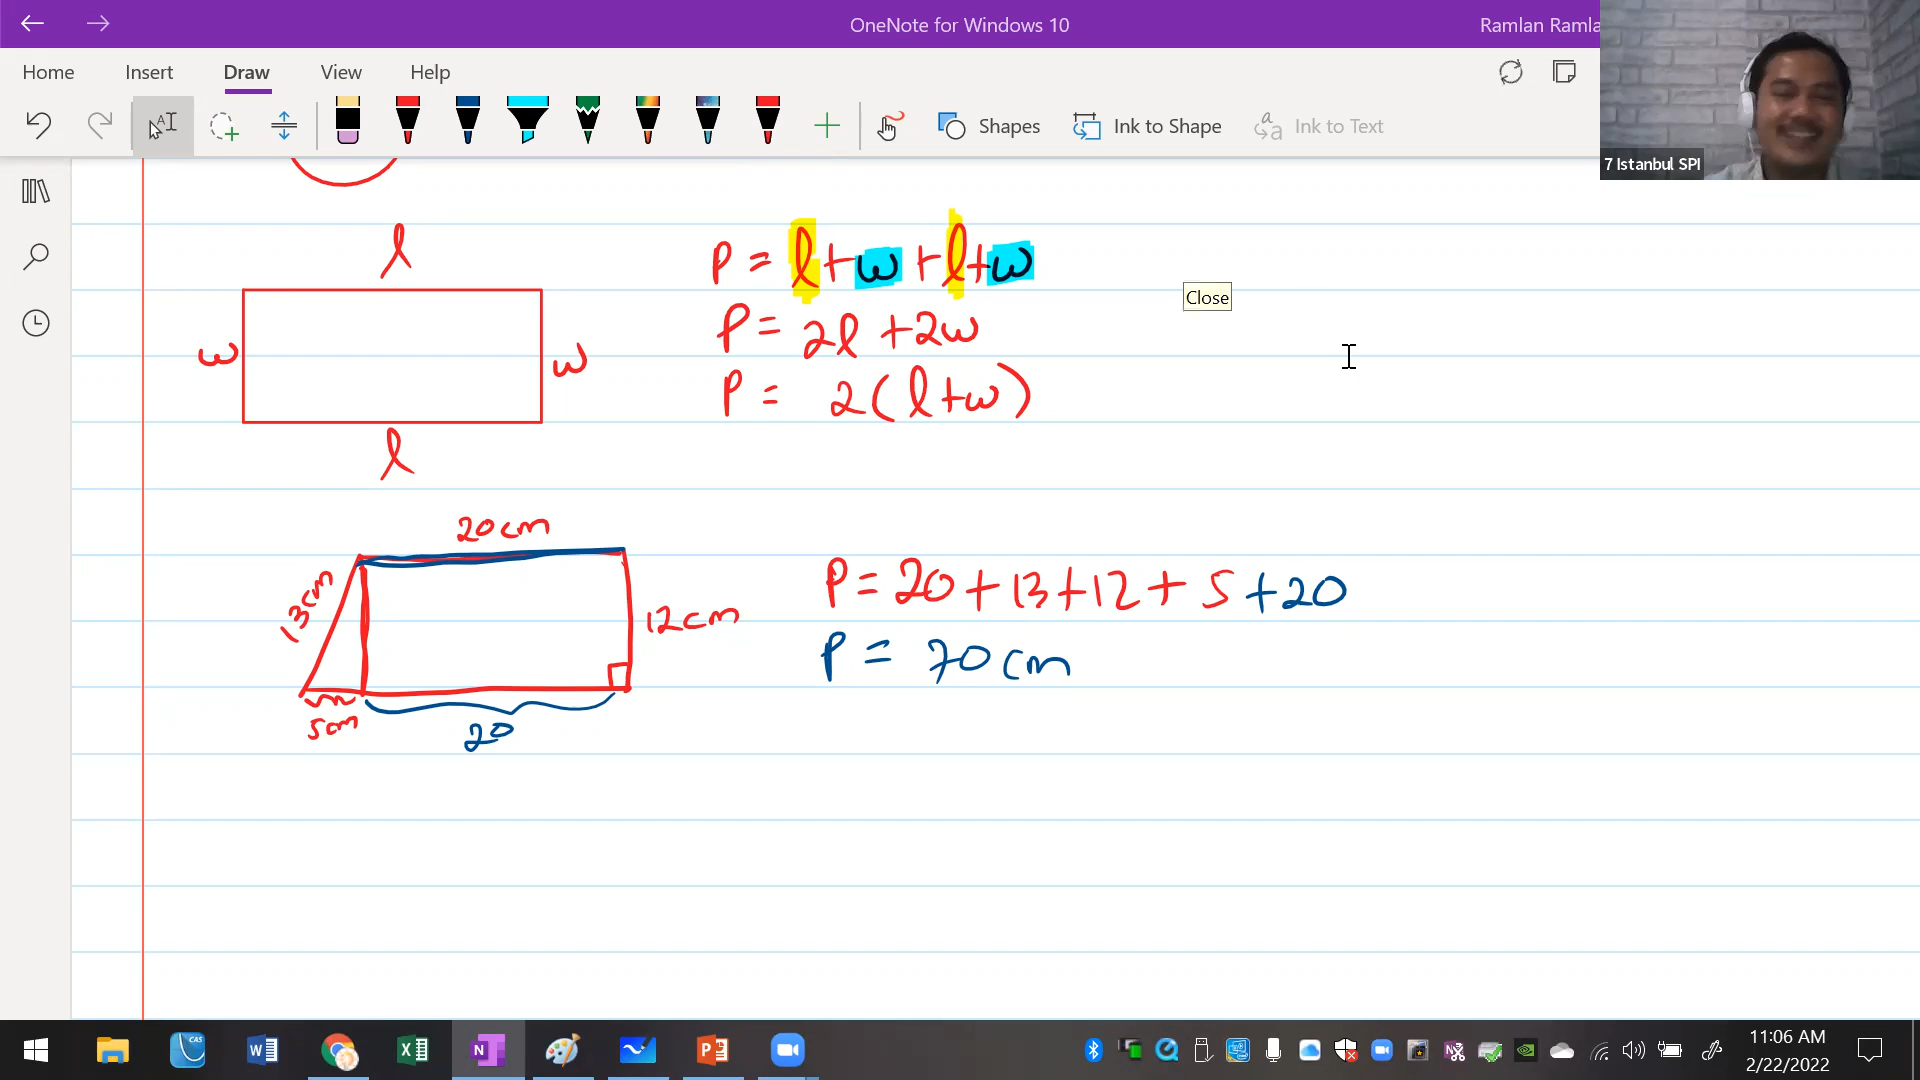 OneNote for Windows 10
Ramlan Ramla
Home Insert Draw View Help
Shapes Ink to Shape Ink to Text
7 Istanbul SPI
l
w
w
l
P = l + w + l + w
P = 2l + 2w
P = 2(l+w)
Close
20cm
13cm
12cm
5cm
20
P = 20 + 13 + 12 + 5 + 20
P = 70 cm
11:06 AM
2/22/2022